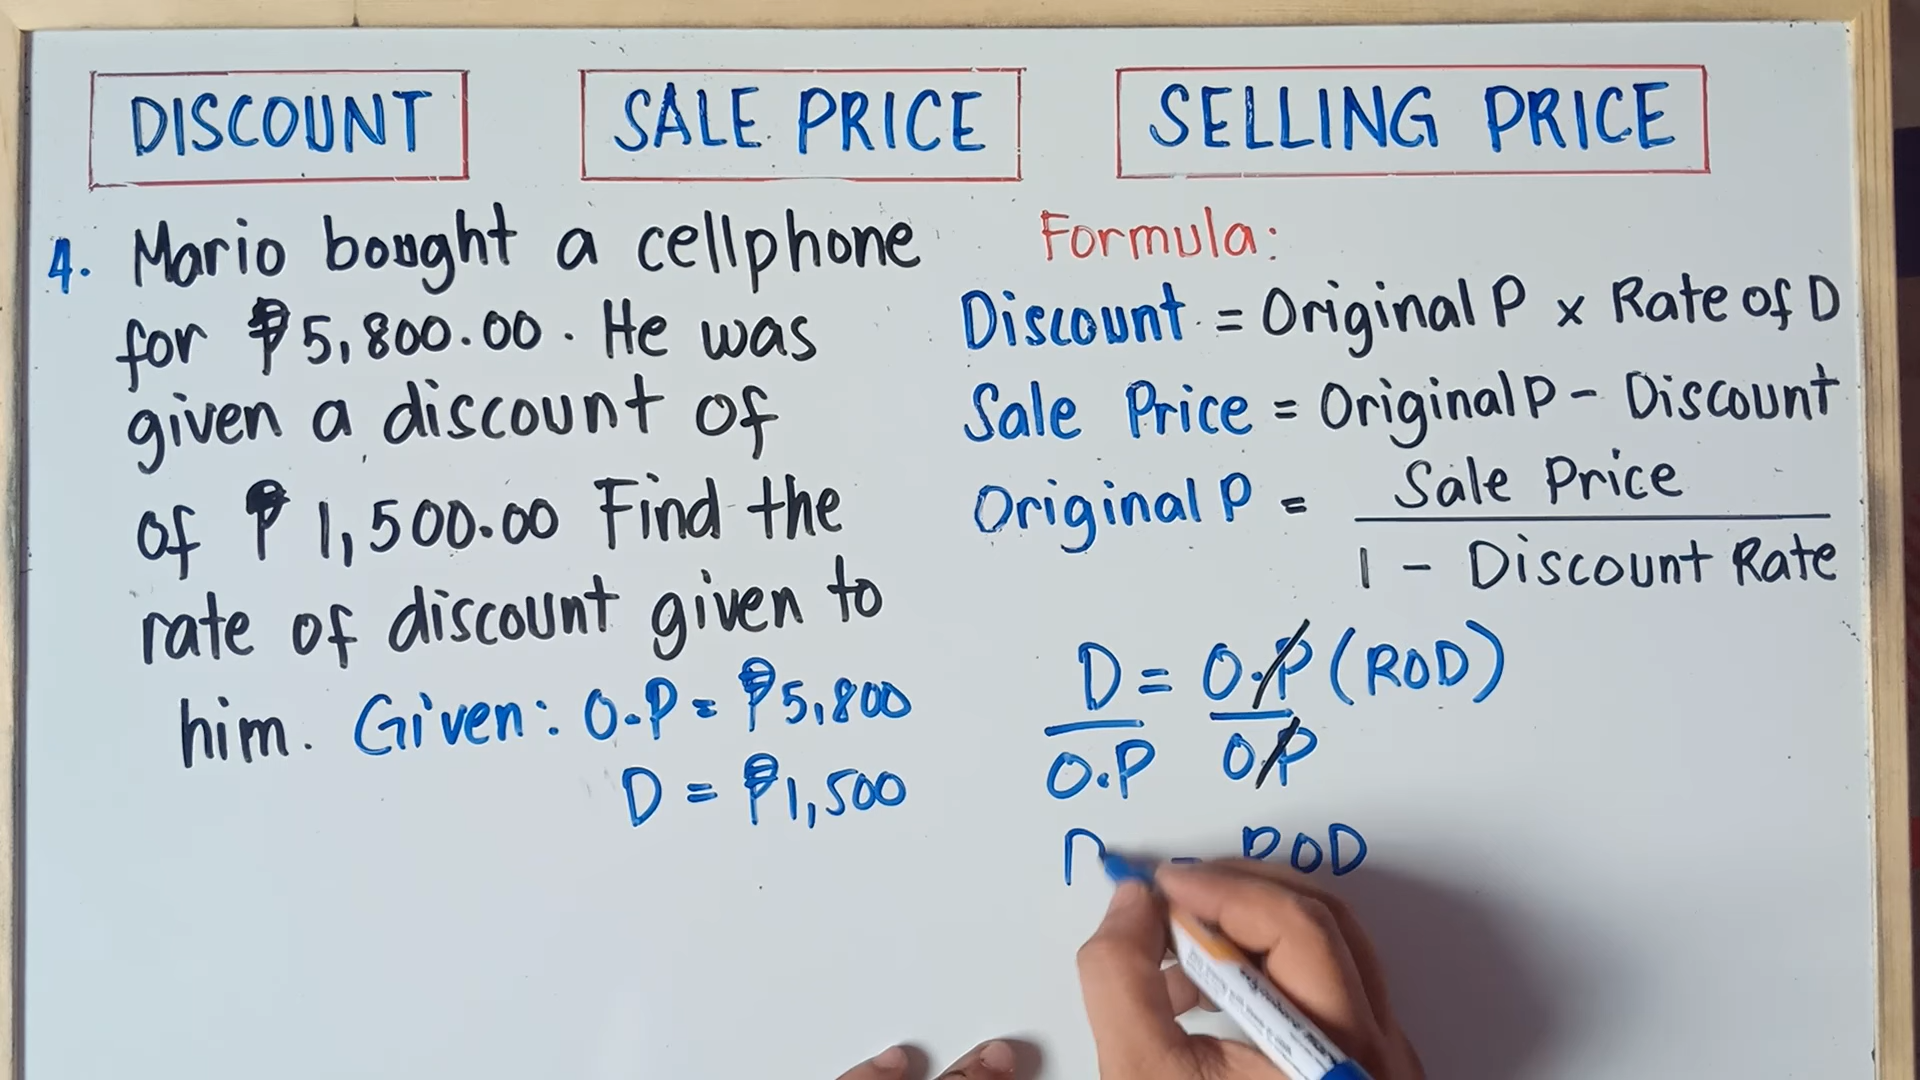 DISCOUNT
SALE PRICE
SELLING PRICE
4. Mario bought a cellphone
for ₱5,800.00. He was
given a discount of
of ₱ 1,500.00 Find the
rate of discount given to
him. Given: O.P = ₱5,800
D = ₱1,500
Formula:
Discount = Original P x Rate of D
Sale Price = Original P - Discount
Original P = Sale Price
1 - Discount Rate
D = O.P (ROD)
O.P O.P
D = ROD